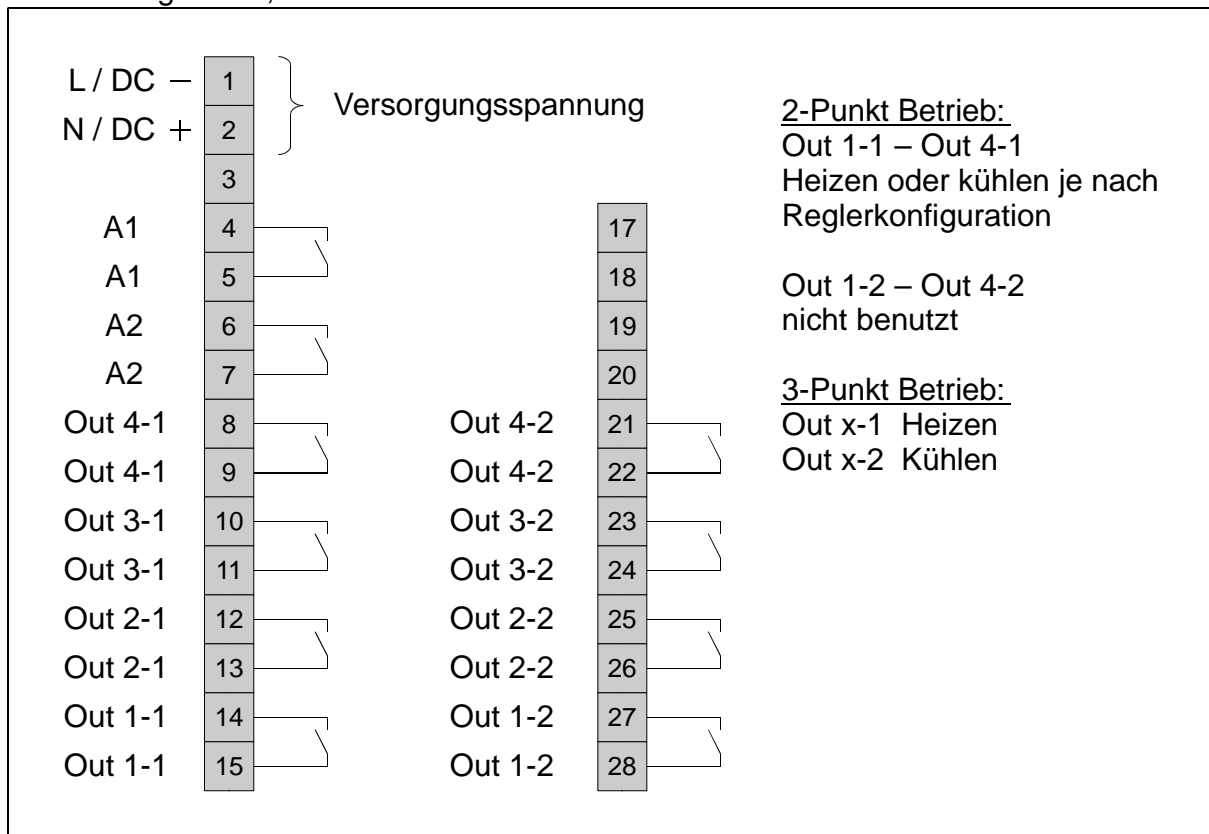 L / DC − 1
N / DC + 2
Versorgungsspannung
3
A1 4
A1 5
A2 6
A2 7
Out 4-1 8
Out 4-1 9
Out 3-1 10
Out 3-1 11
Out 2-1 12
Out 2-1 13
Out 1-1 14
Out 1-1 15
17
18
19
20
Out 4-2 21
Out 4-2 22
Out 3-2 23
Out 3-2 24
Out 2-2 25
Out 2-2 26
Out 1-2 27
Out 1-2 28
2-Punkt Betrieb:
Out 1-1 – Out 4-1
Heizen oder kühlen je nach
Reglerkonfiguration
Out 1-2 – Out 4-2
nicht benutzt
3-Punkt Betrieb:
Out x-1 Heizen
Out x-2 Kühlen